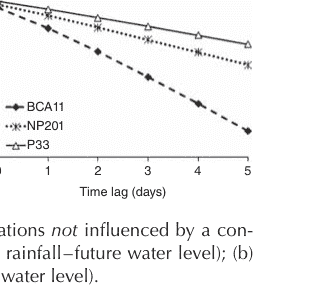 BCA11
NP201
P33
1 2 3 4 5
Time lag (days)
ations not influenced by a con-
rainfall–future water level); (b)
water level).